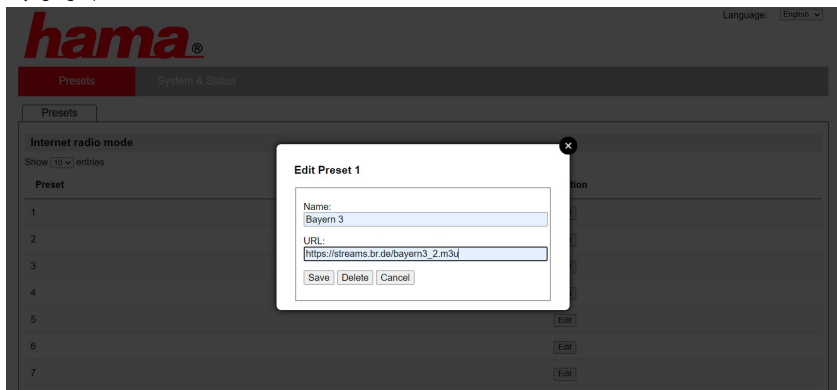 Language: English
hama®
Presets System & Status
Presets
Internet radio mode
Show 10 entries
Preset
1
2
3
4
5 Edit
6 Edit
7 Edit
Edit Preset 1
Name:
Bayern 3
URL:
https://streams.br.de/bayern3_2.m3u
Save Delete Cancel